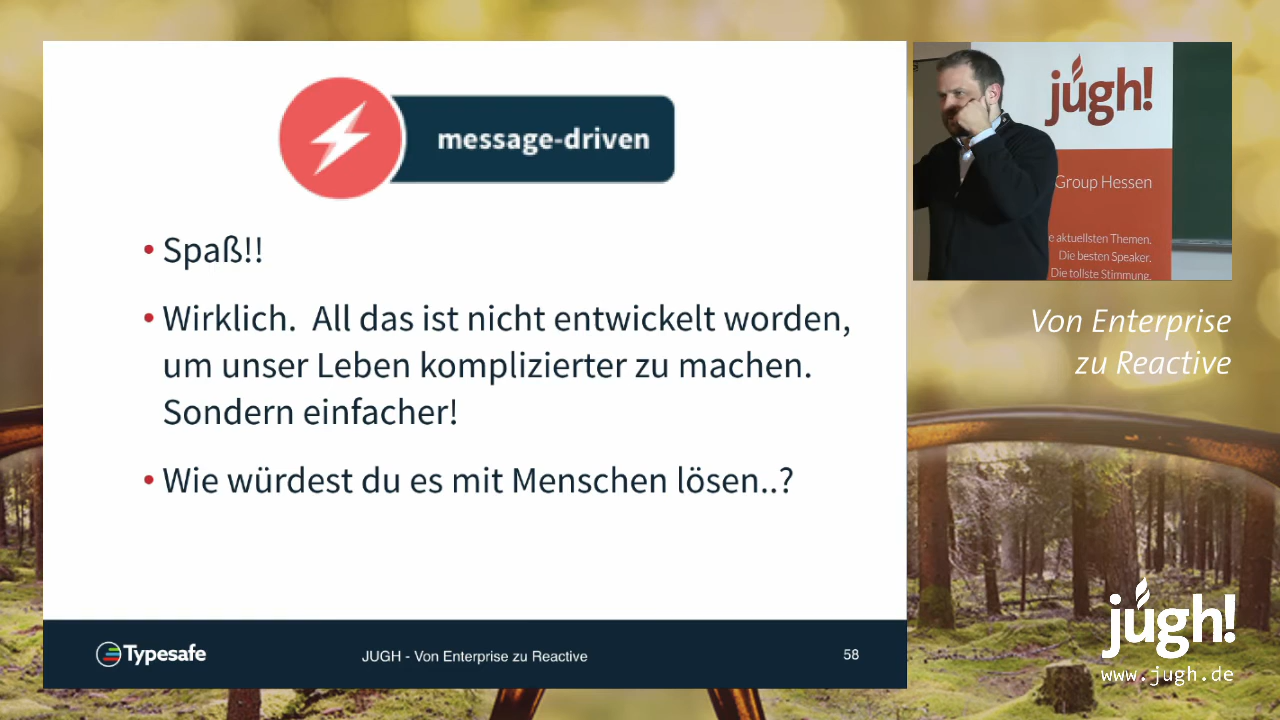 message-driven
• Spaß!!
• Wirklich.  All das ist nicht entwickelt worden,
um unser Leben komplizierter zu machen.
Sondern einfacher!
• Wie würdest du es mit Menschen lösen..?
Typesafe
JUGH - Von Enterprise zu Reactive
58
jugh!
Group Hessen
e aktuellsten Themen.
Die besten Speaker.
Die tollste Stimmung.
Von Enterprise
zu Reactive
jugh!
www.jugh.de